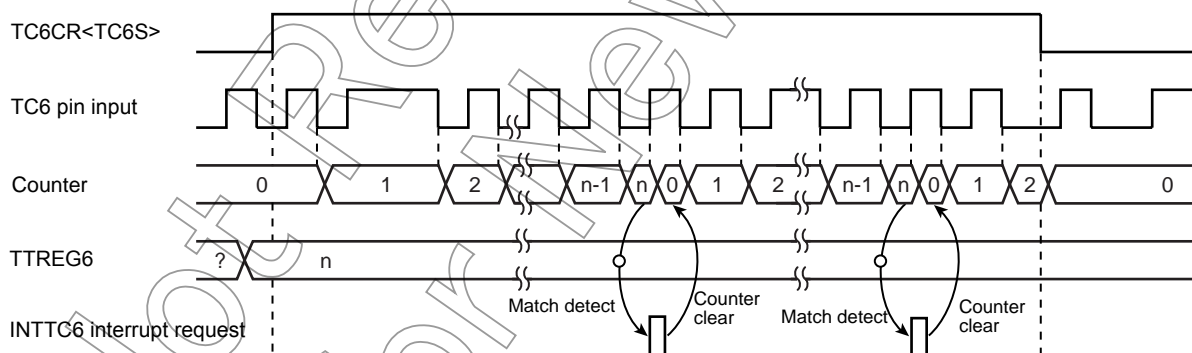 TC6CR<TC6S>
TC6 pin input
Counter
0 1 2 n-1 n 0 1 2 n-1 n 0 1 2 0
TTREG6
? n
Match detect
Counter
clear
Match detect
Counter
clear
INTTC6 interrupt request